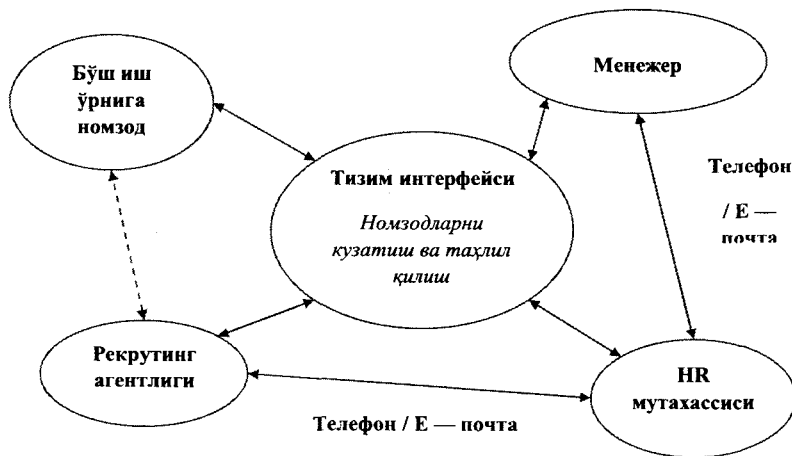 Бўш иш
ўрнига
номзод
Менежер
Тизим интерфейси
Номзодларни
кузатиш ва таҳлил
қилиш
Телефон
/ E —
почта
Рекрутинг
агентлиги
HR
мутахассиси
Телефон / E — почта